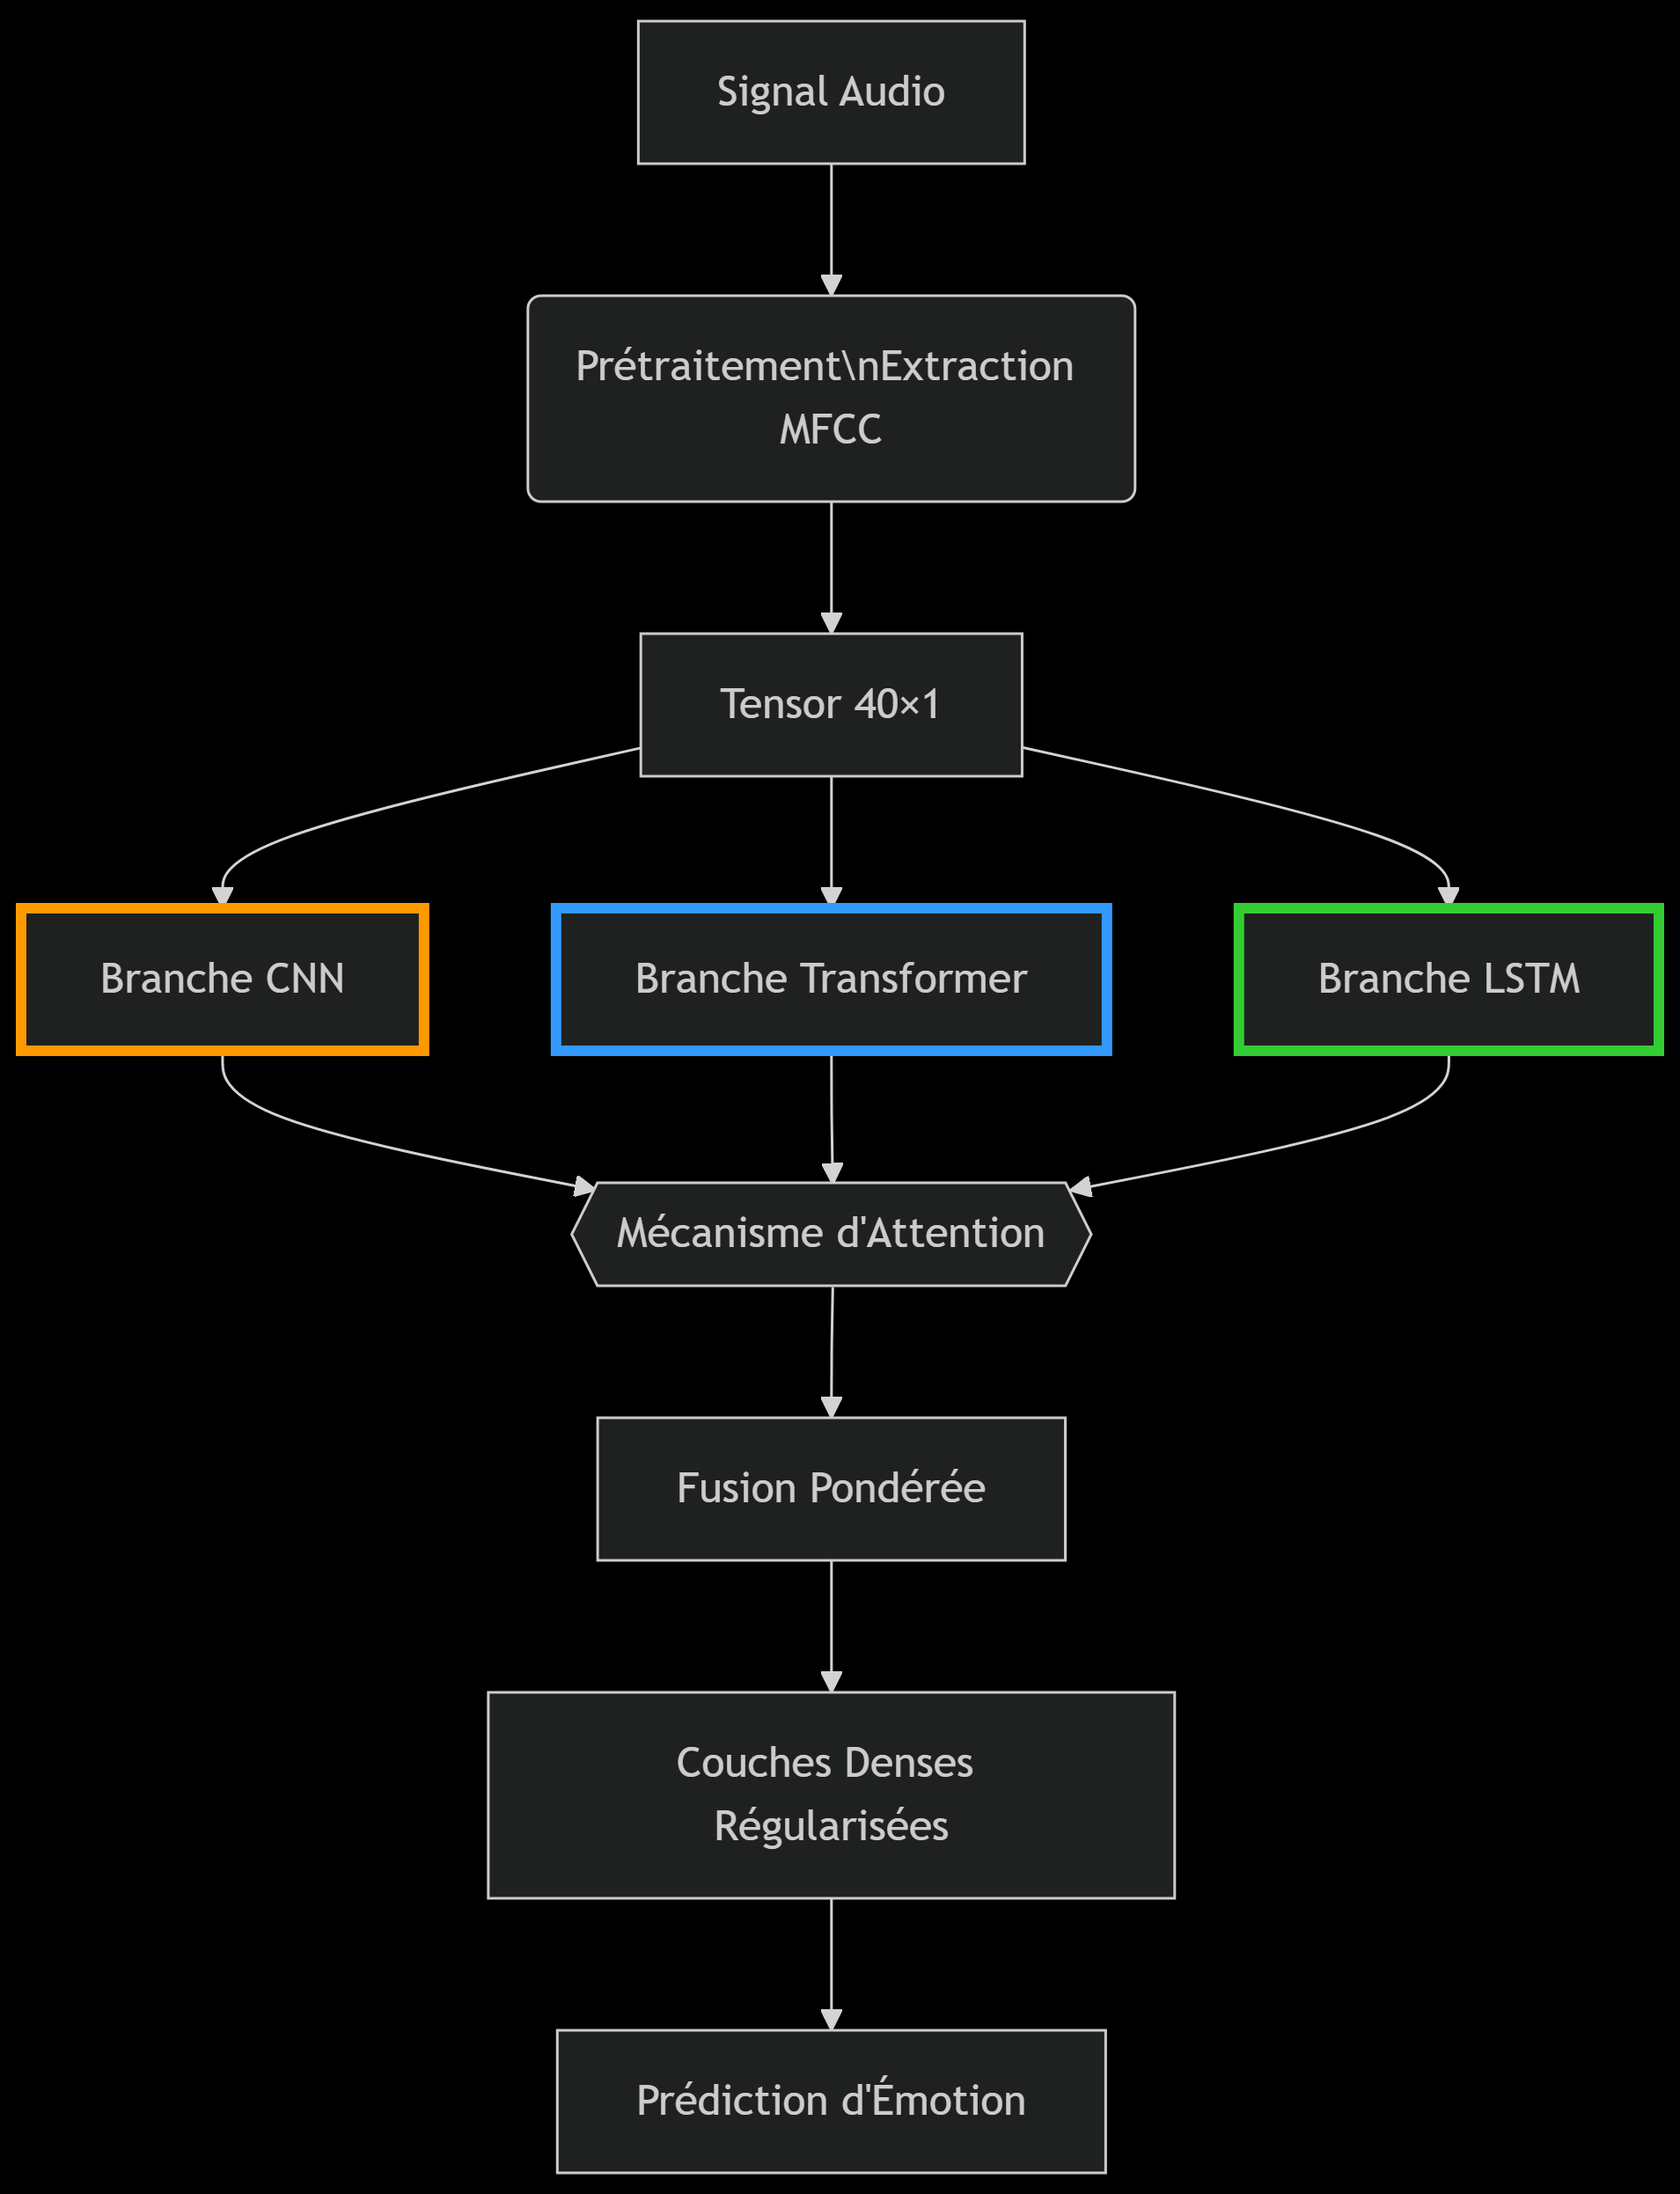 Signal Audio
Prétraitement\nExtraction
MFCC
Tensor 40×1
Branche CNN
Branche Transformer
Branche LSTM
Mécanisme d'Attention
Fusion Pondérée
Couches Denses
Régularisées
Prédiction d'Émotion